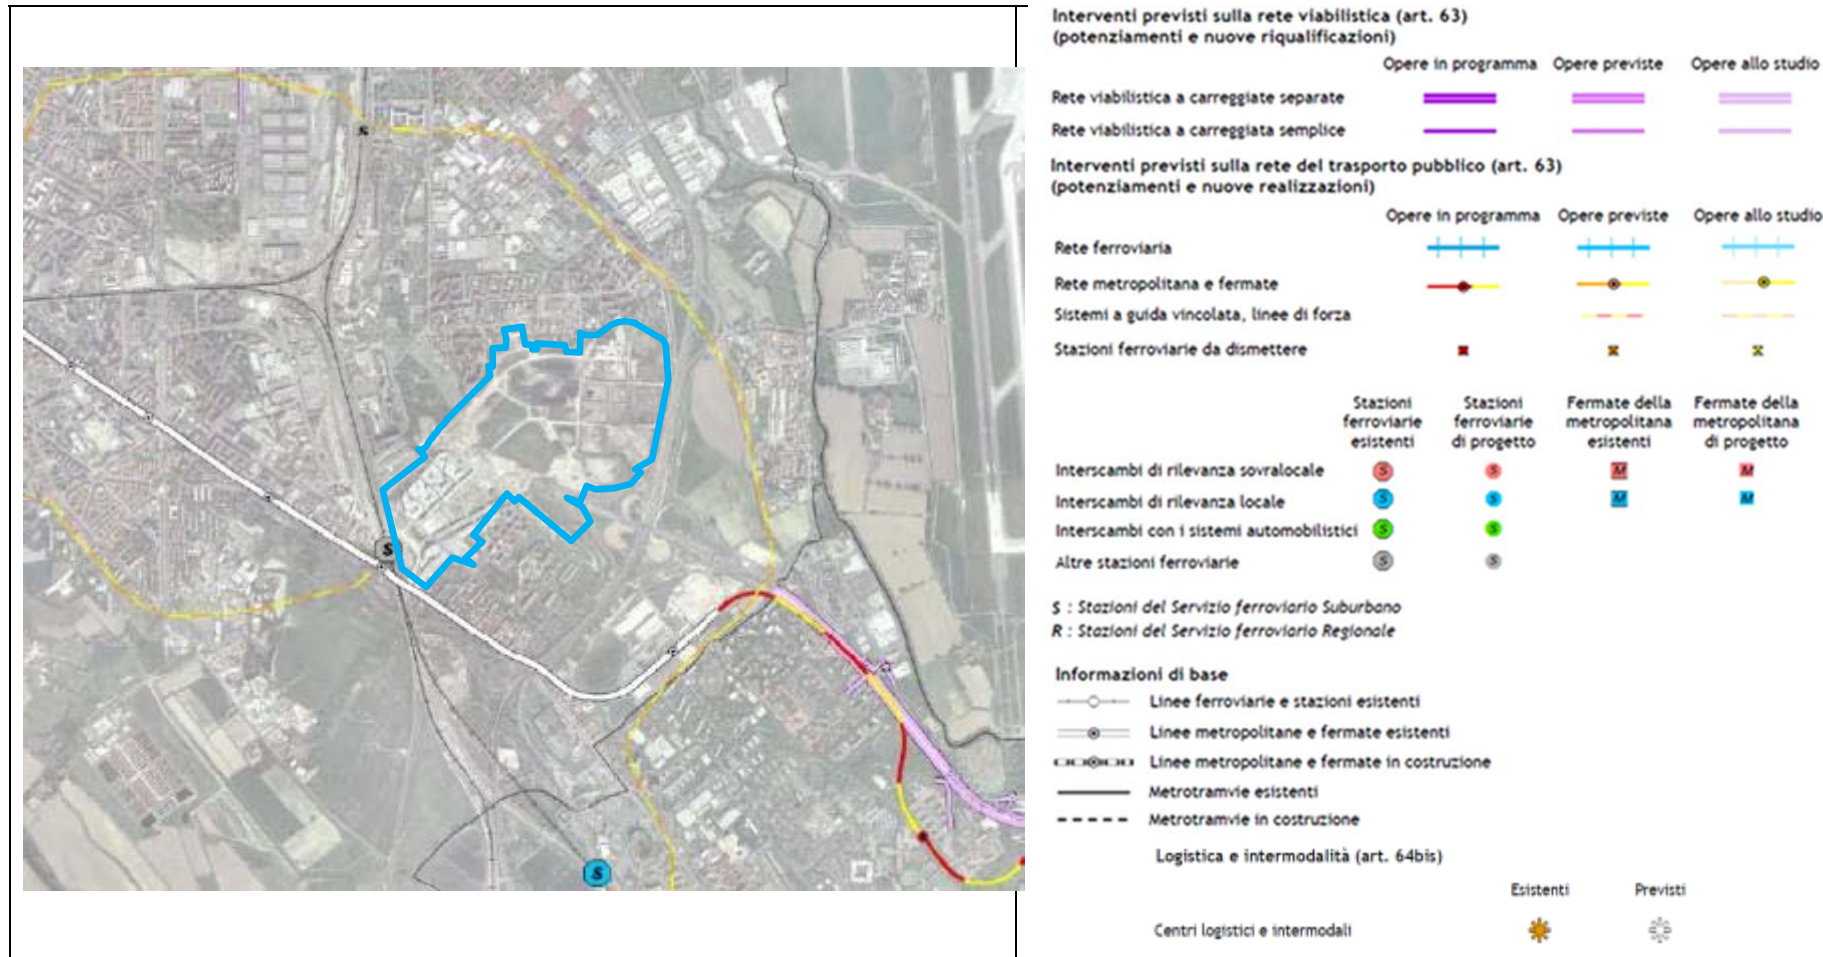 Interventi previsti sulla rete viabilistica (art. 63)
(potenziamenti e nuove riqualificazioni)
Opere in programma Opere previste Opere allo studio
Rete viabilistica a carreggiate separate
Rete viabilistica a carreggiata semplice
Interventi previsti sulla rete del trasporto pubblico (art. 63)
(potenziamenti e nuove realizzazioni)
Opere in programma Opere previste Opere allo studio
Rete ferroviaria
Rete metropolitana e fermate
Sistemi a guida vincolata, linee di forza
Stazioni ferroviarie da dismettere
Stazioni Stazioni Fermate della Fermate della
ferroviarie ferroviarie metropolitana metropolitana
esistenti di progetto esistenti di progetto
Interscambi di rilevanza sovralocale S S M M
Interscambi di rilevanza locale S S M M
Interscambi con i sistemi automobilistici S S
Altre stazioni ferroviarie S S
S : Stazioni del Servizio ferroviario Suburbano
R : Stazioni del Servizio ferroviario Regionale
Informazioni di base
Linee ferroviarie e stazioni esistenti
Linee metropolitane e fermate esistenti
Linee metropolitane e fermate in costruzione
Metrotramvie esistenti
Metrotramvie in costruzione
Logistica e intermodalità (art. 64bis)
Esistenti Previsti
Centri logistici e intermodali
S
S
S